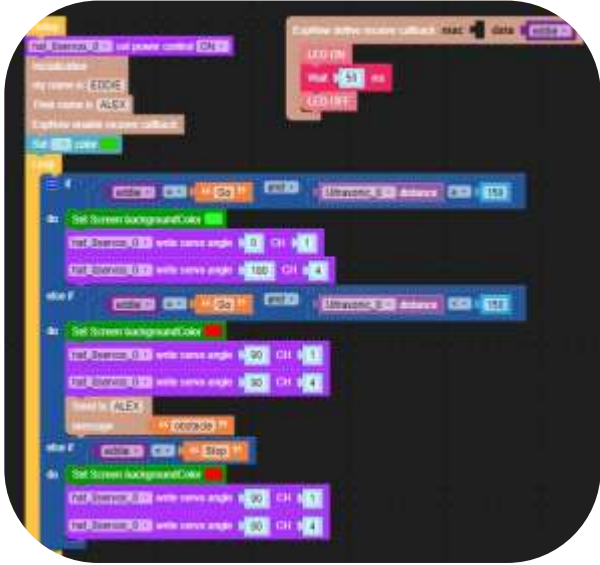 Setup
hat_8servos_0 set power control ON
Initialization
my name is EDDIE
Their name is ALEX
EspNow enable receive callback
Set color
Loop
if eddie = " Go " and Ultrasonic_0 distance 150
do Set Screen backgroundColor
hat_8servos_0 write servo angle 0 CH 1
hat_8servos_0 write servo angle 180 CH 4
else if eddie = " Go " and Ultrasonic_0 distance < 150
do Set Screen backgroundColor
hat_8servos_0 write servo angle 90 CH 1
hat_8servos_0 write servo angle 90 CH 4
Send to ALEX
message " obstacle "
else if eddie = " Stop "
do Set Screen backgroundColor
hat_8servos_0 write servo angle 90 CH 1
hat_8servos_0 write servo angle 90 CH 4
EspNow define receive callback mac data eddie
LED ON
Wait 50 ms
LED OFF